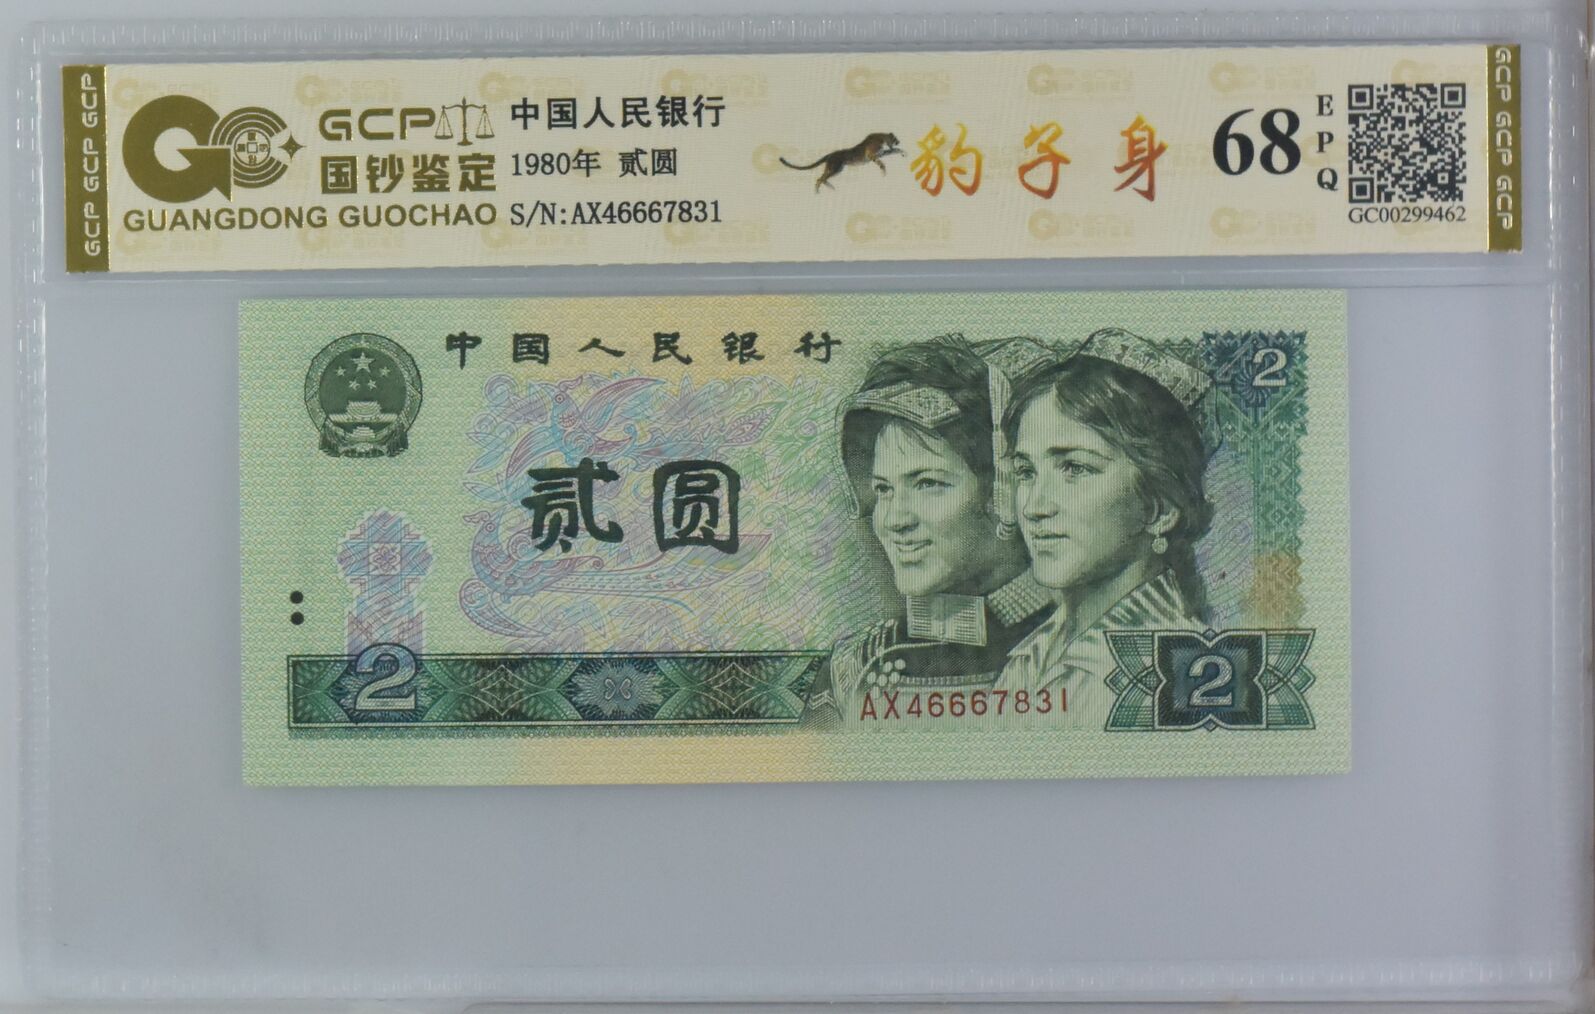 GCP GCP GCP
GCP
国钞鉴定
GUANGDONG GUOCHAO
中国人民银行
1980年 贰圆
S/N:AX46667831
豹子身
68
EPQ
GC00299462
GCP GCP GCP
中国人民银行
2
贰圆
2
AX46667831
2